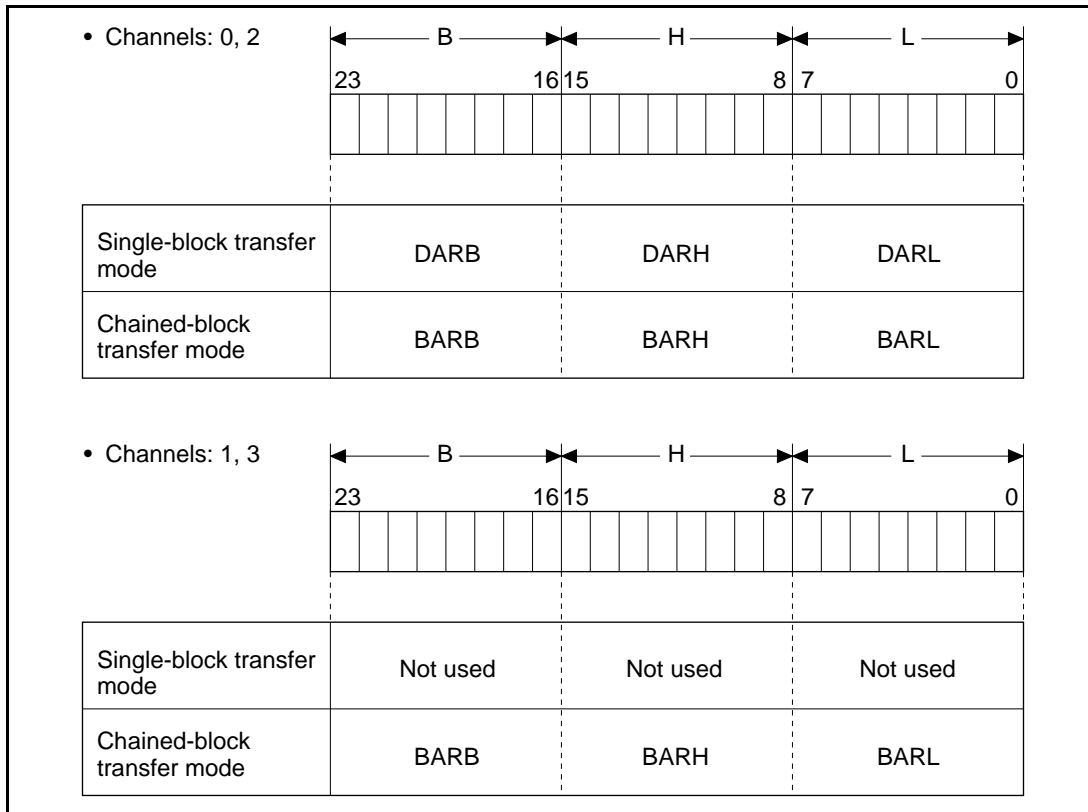 • Channels: 0, 2
B H L
23 16 15 8 7 0
Single-block transfer
mode
DARB DARH DARL
Chained-block
transfer mode
BARB BARH BARL
• Channels: 1, 3
B H L
23 16 15 8 7 0
Single-block transfer
mode
Not used Not used Not used
Chained-block
transfer mode
BARB BARH BARL